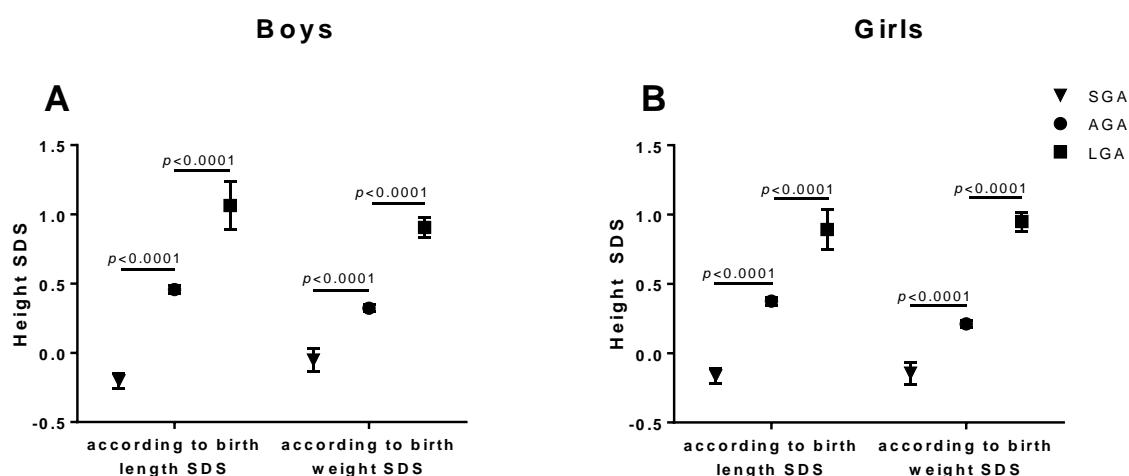 Boys
Girls
A
B
SGA
AGA
LGA
Height SDS
1.5
1.0
0.5
0.0
-0.5
p<0.0001
p<0.0001
p<0.0001
p<0.0001
according to birth
length SDS
according to birth
weight SDS
Height SDS
1.5
1.0
0.5
0.0
-0.5
p<0.0001
p<0.0001
p<0.0001
p<0.0001
according to birth
length SDS
according to birth
weight SDS